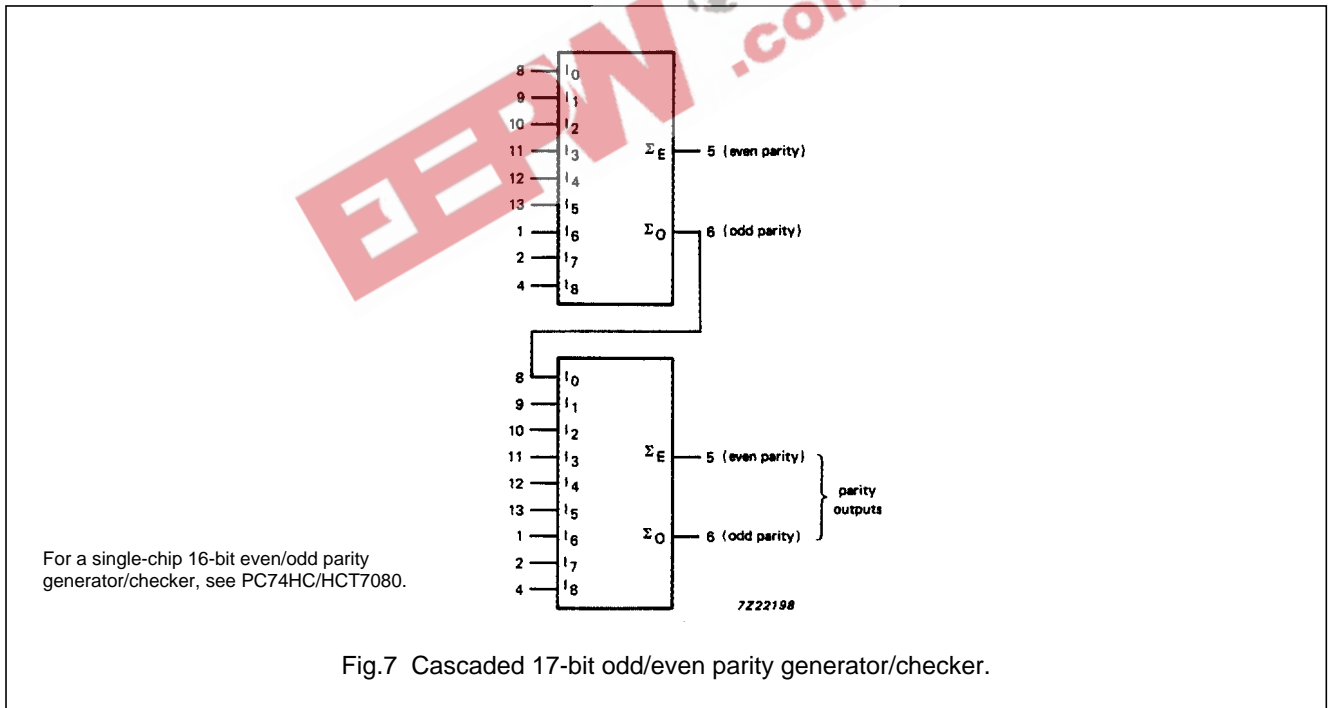 EEPW .com
8 I0
9 I1
10 I2
11 I3
12 I4
13 I5
1 I6
2 I7
4 I8
ΣE 5 (even parity)
ΣO 6 (odd parity)
8 I0
9 I1
10 I2
11 I3
12 I4
13 I5
1 I6
2 I7
4 I8
ΣE 5 (even parity)
ΣO 6 (odd parity)
parity
outputs
7Z22198
For a single-chip 16-bit even/odd parity
generator/checker, see PC74HC/HCT7080.
Fig.7 Cascaded 17-bit odd/even parity generator/checker.